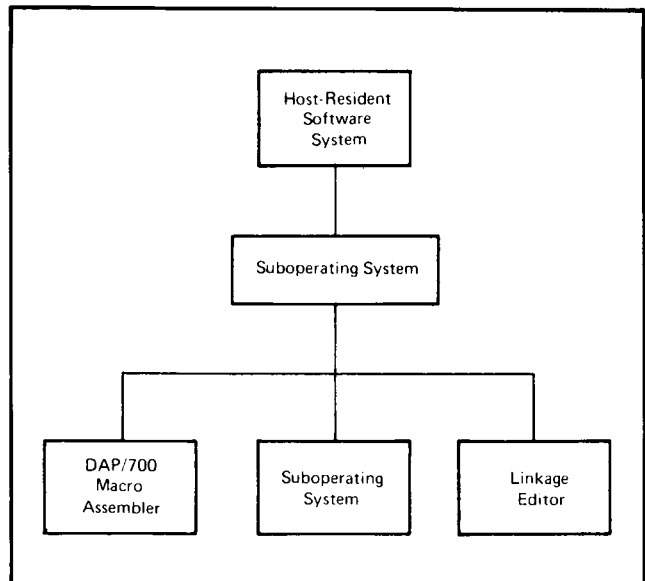 Host-Resident
Software
System
Suboperating System
DAP/700
Macro
Assembler
Suboperating
System
Linkage
Editor